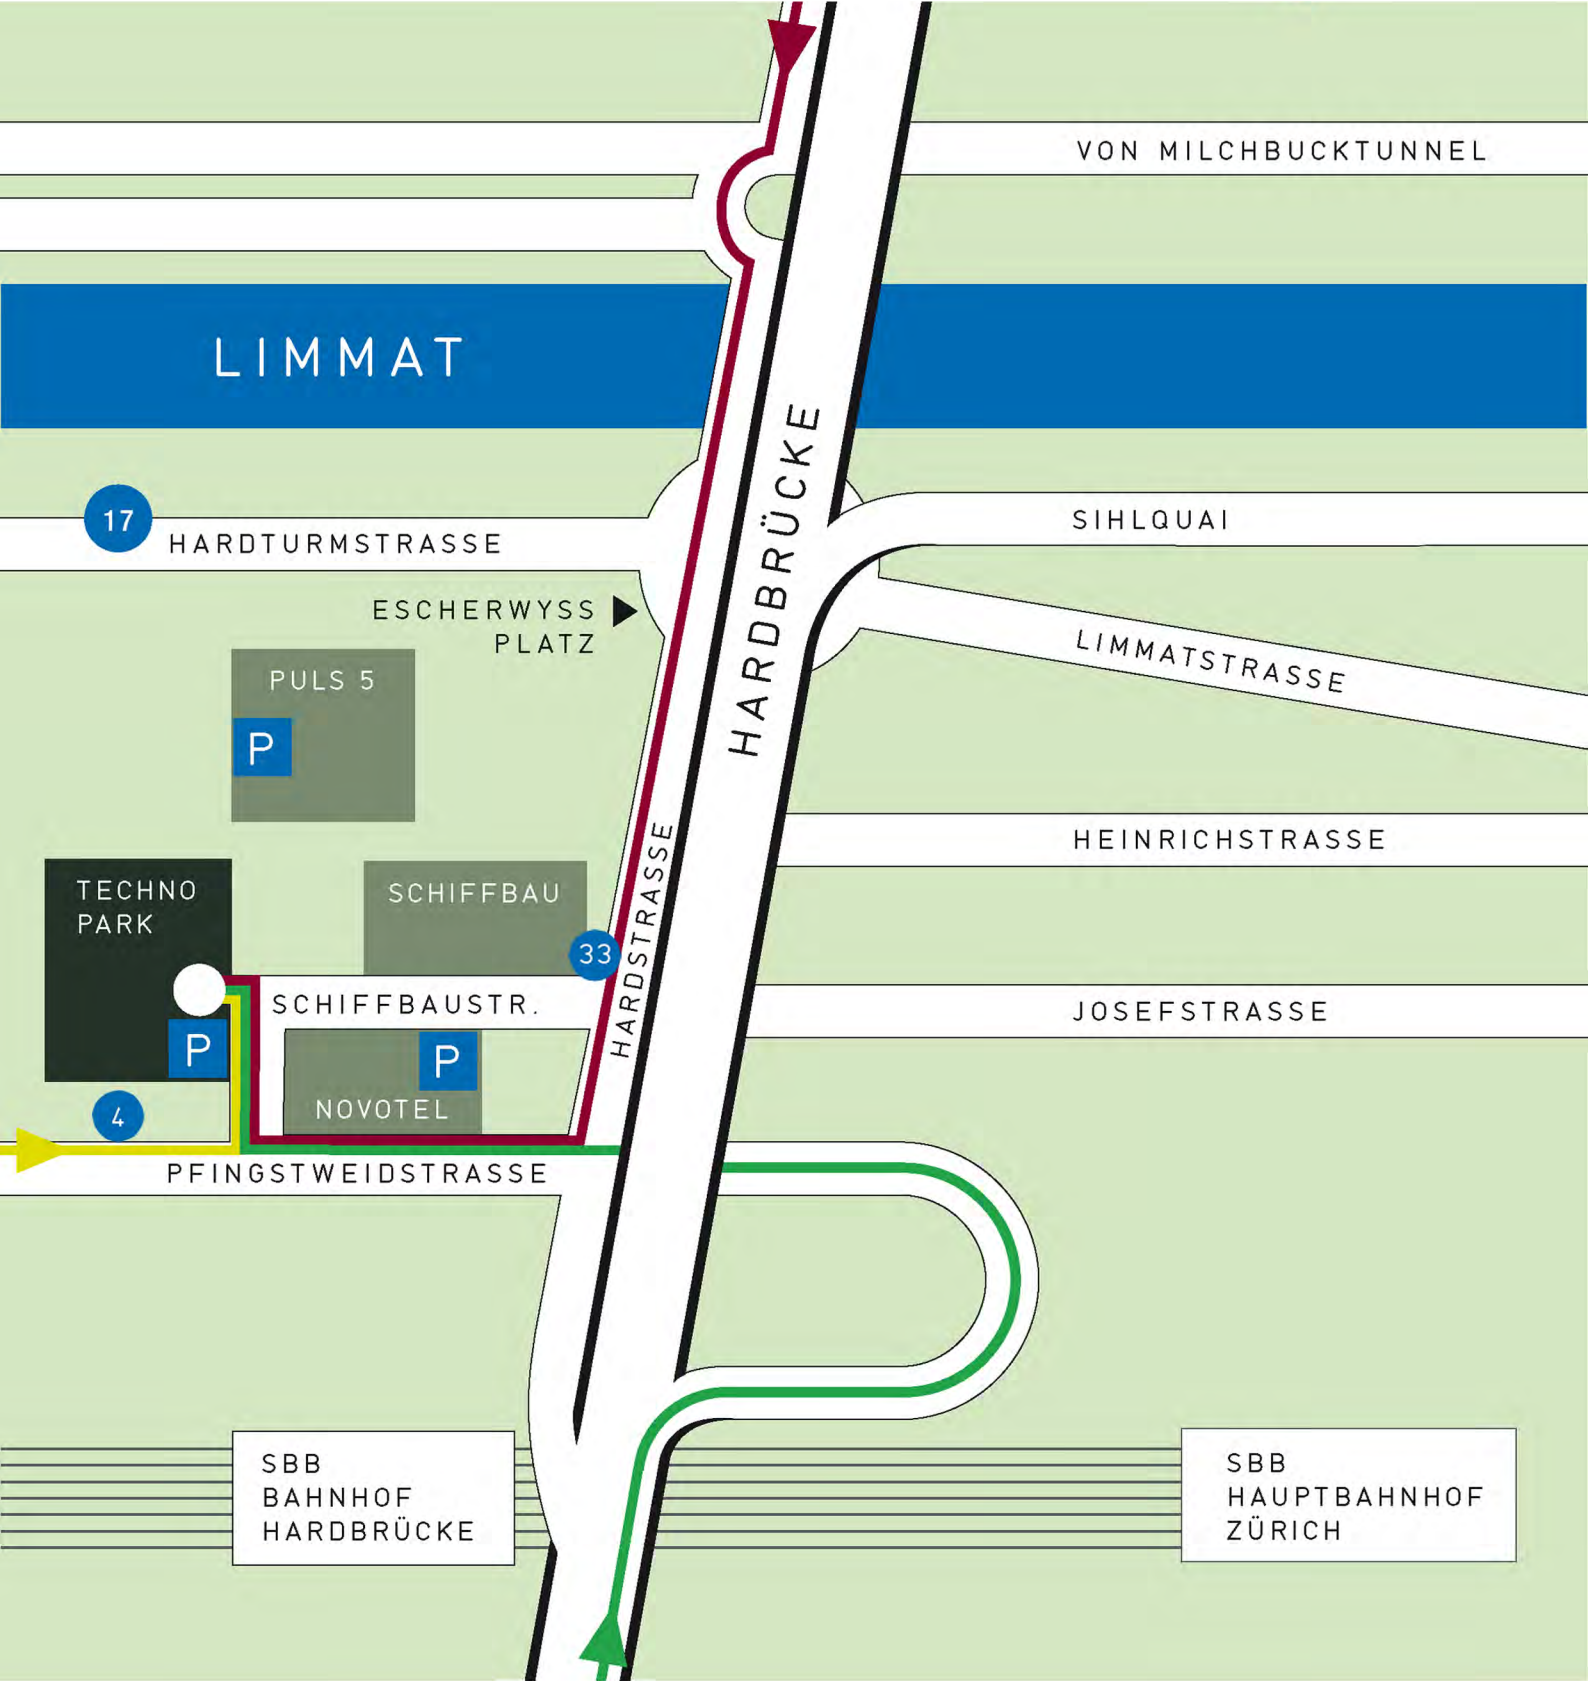 VON MILCHBUCKTUNNEL
LIMMAT
HARDBRÜCKE
17
HARDTURMSTRASSE
SIHLQUAI
ESCHERWYSS
PLATZ
LIMMATSTRASSE
PULS 5
P
HEINRICHSTRASSE
TECHNO
PARK
SCHIFFBAU
33
HARDSTRASSE
SCHIFFBAUSTR.
JOSEFSTRASSE
P
P
NOVOTEL
4
PFINGSTWEIDSTRASSE
SBB
BAHNHOF
HARDBRÜCKE
SBB
HAUPTBAHNHOF
ZÜRICH